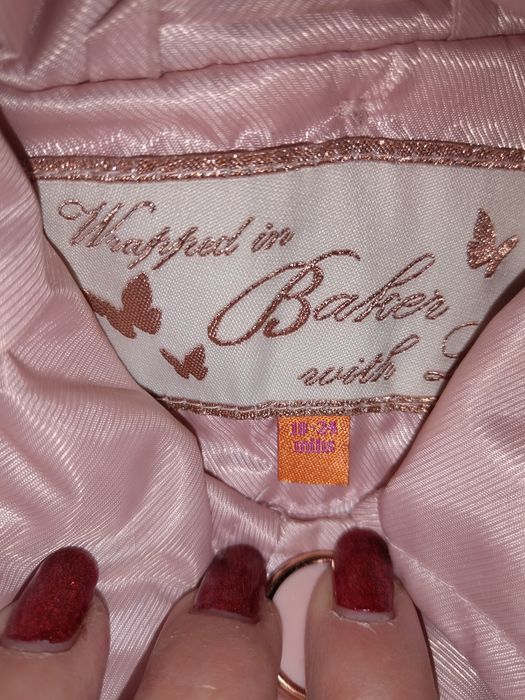 Wrapped in
Baker
with
18-24
mths